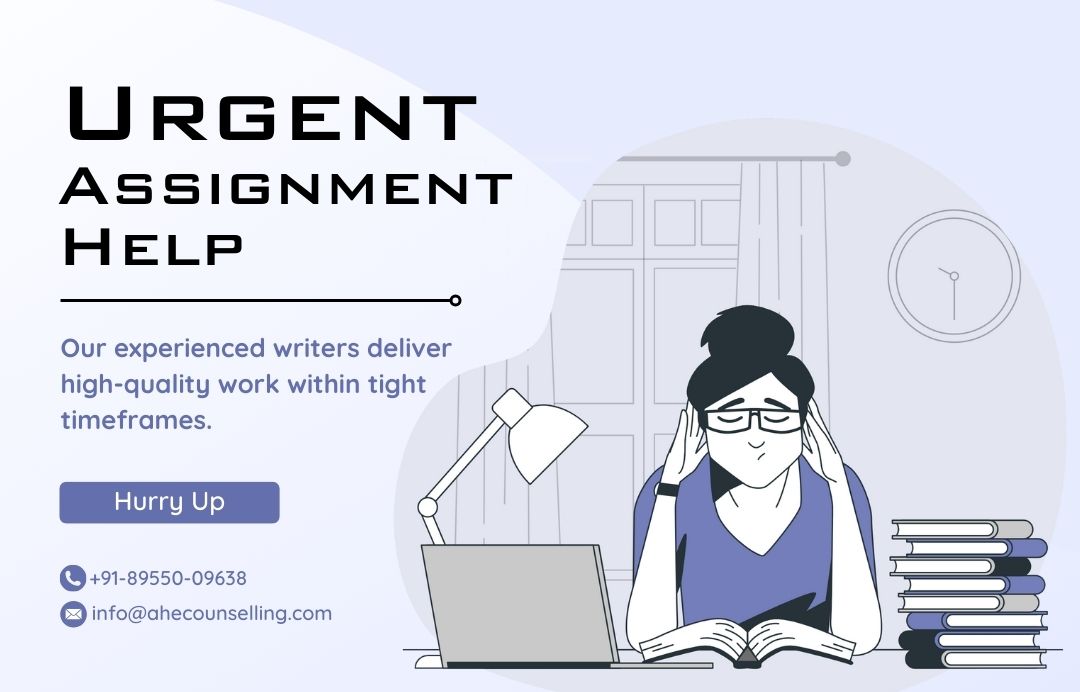 URGENT
ASSIGNMENT
HELP
Our experienced writers deliver
high-quality work within tight
timeframes.
Hurry Up
+91-89550-09638
info@ahecounselling.com